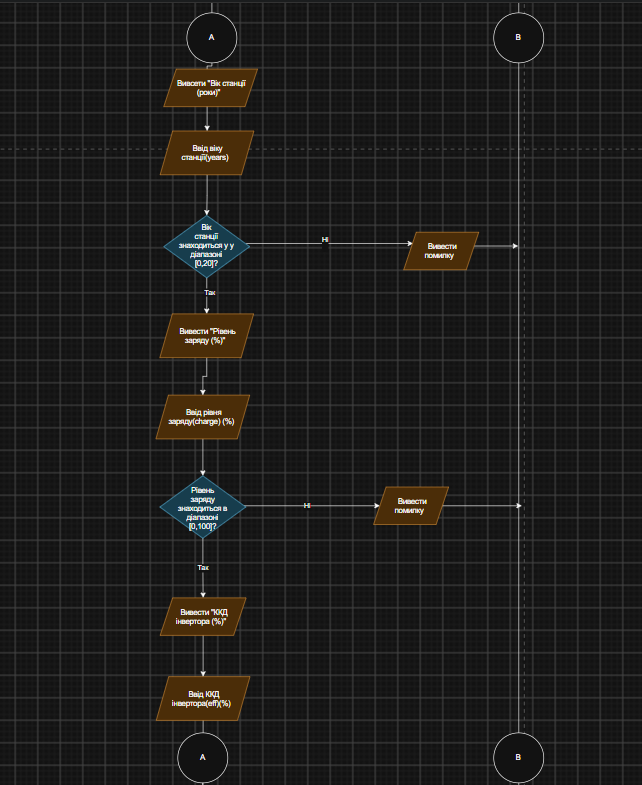 A
B
Вивсети "Вік станції
(роки)"
Ввід віку
станції(years)
Вік
станції
знаходиться у у
діапазоні
[0,20]?
Ні
Вивести
помилку
Так
Вивести "Рівень
заряду (%)"
Ввід рівня
заряду(charge) (%)
Рівень
заряду
знаходиться в
діапазоні
[0,100]?
Ні
Вивести
помилку
Так
Вивести "ККД
інвертора (%)"
Ввід ККД
інвертора(eff)(%)
A
B